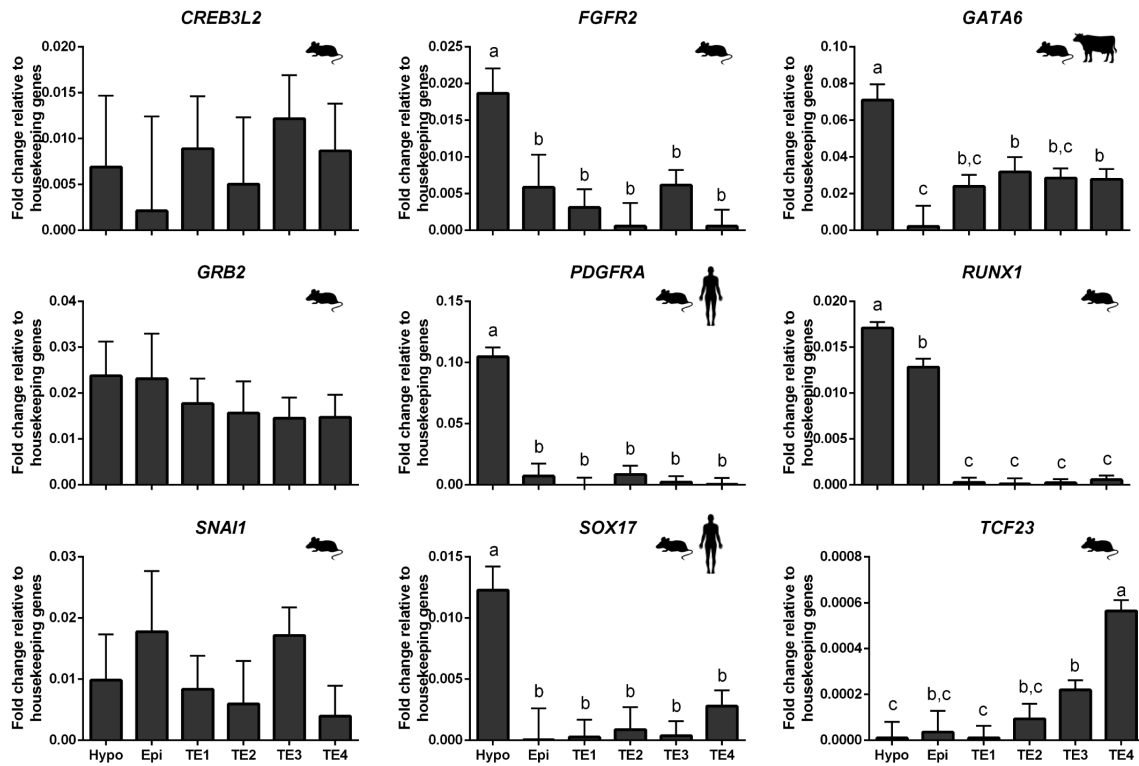 CREB3L2
Fold change relative to
housekeeping genes
0.020
0.015
0.010
0.005
0.000
FGFR2
Fold change relative to
housekeeping genes
0.025
0.020
0.015
0.010
0.005
0.000
a
b
b
b
b
b
GATA6
Fold change relative to
housekeeping genes
0.10
0.08
0.06
0.04
0.02
0.00
a
c
b,c
b
b,c
b
GRB2
Fold change relative to
housekeeping genes
0.04
0.03
0.02
0.01
0.00
PDGFRA
Fold change relative to
housekeeping genes
0.15
0.10
0.05
0.00
a
b
b
b
b
b
RUNX1
Fold change relative to
housekeeping genes
0.020
0.015
0.010
0.005
0.000
a
b
c
c
c
c
SNAI1
Fold change relative to
housekeeping genes
0.03
0.02
0.01
0.00
Hypo Epi TE1 TE2 TE3 TE4
SOX17
Fold change relative to
housekeeping genes
0.015
0.010
0.005
0.000
a
b
b
b
b
b
Hypo Epi TE1 TE2 TE3 TE4
TCF23
Fold change relative to
housekeeping genes
0.0008
0.0006
0.0004
0.0002
0.0000
c
b,c
c
b,c
b
a
Hypo Epi TE1 TE2 TE3 TE4